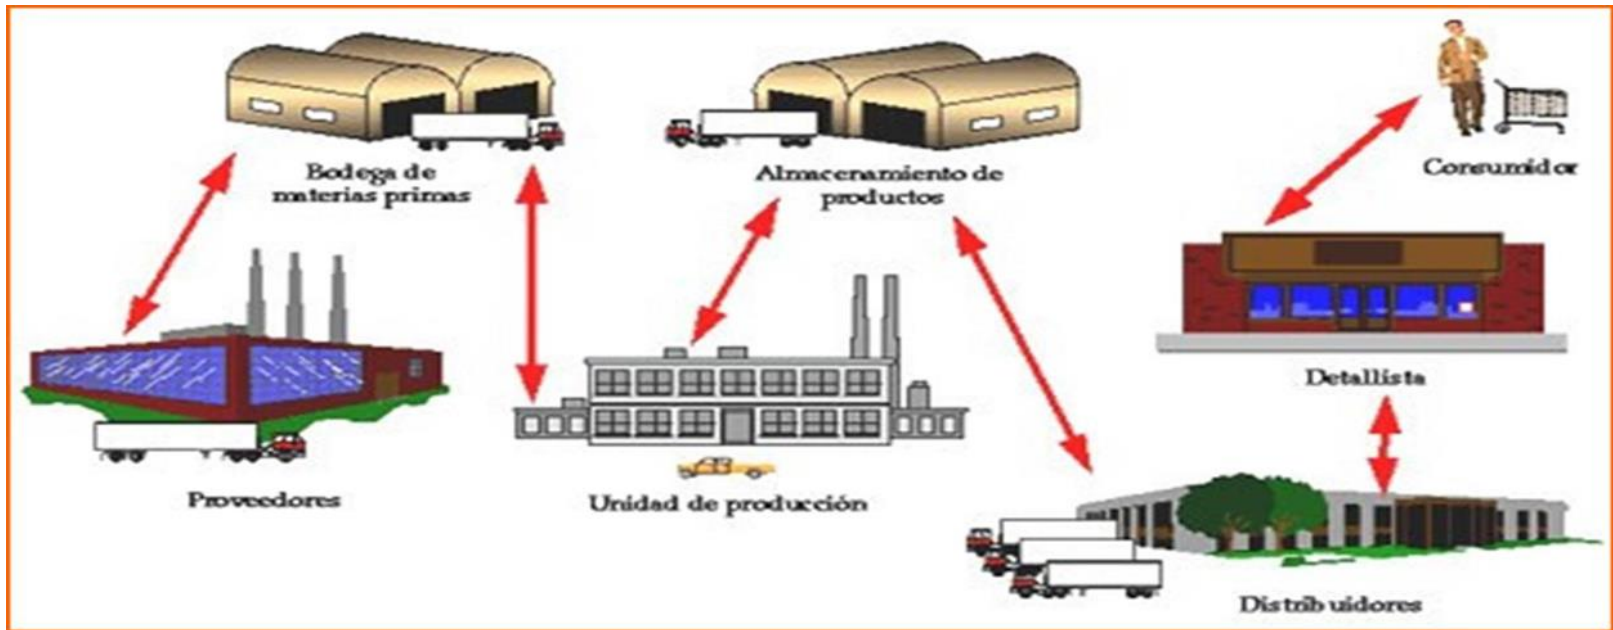 Bodega de
materias primas
Almacenamiento de
productos
Consumidor
Detallista
Proveedores
Unidad de producción
Distribuidores